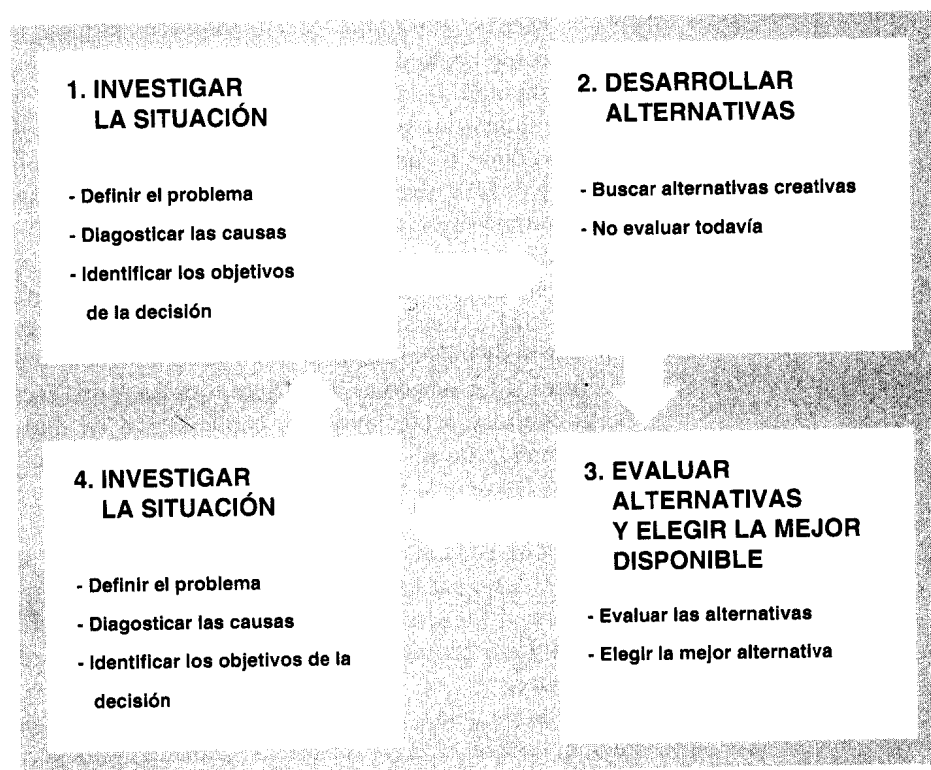 1. INVESTIGAR
LA SITUACIÓN
- Definir el problema
- Diagosticar las causas
- Identificar los objetivos
de la decisión
2. DESARROLLAR
ALTERNATIVAS
- Buscar alternativas creativas
- No evaluar todavía
3. EVALUAR
ALTERNATIVAS
Y ELEGIR LA MEJOR
DISPONIBLE
- Evaluar las alternativas
- Elegir la mejor alternativa
4. INVESTIGAR
LA SITUACIÓN
- Definir el problema
- Diagosticar las causas
- Identificar los objetivos de la
decisión